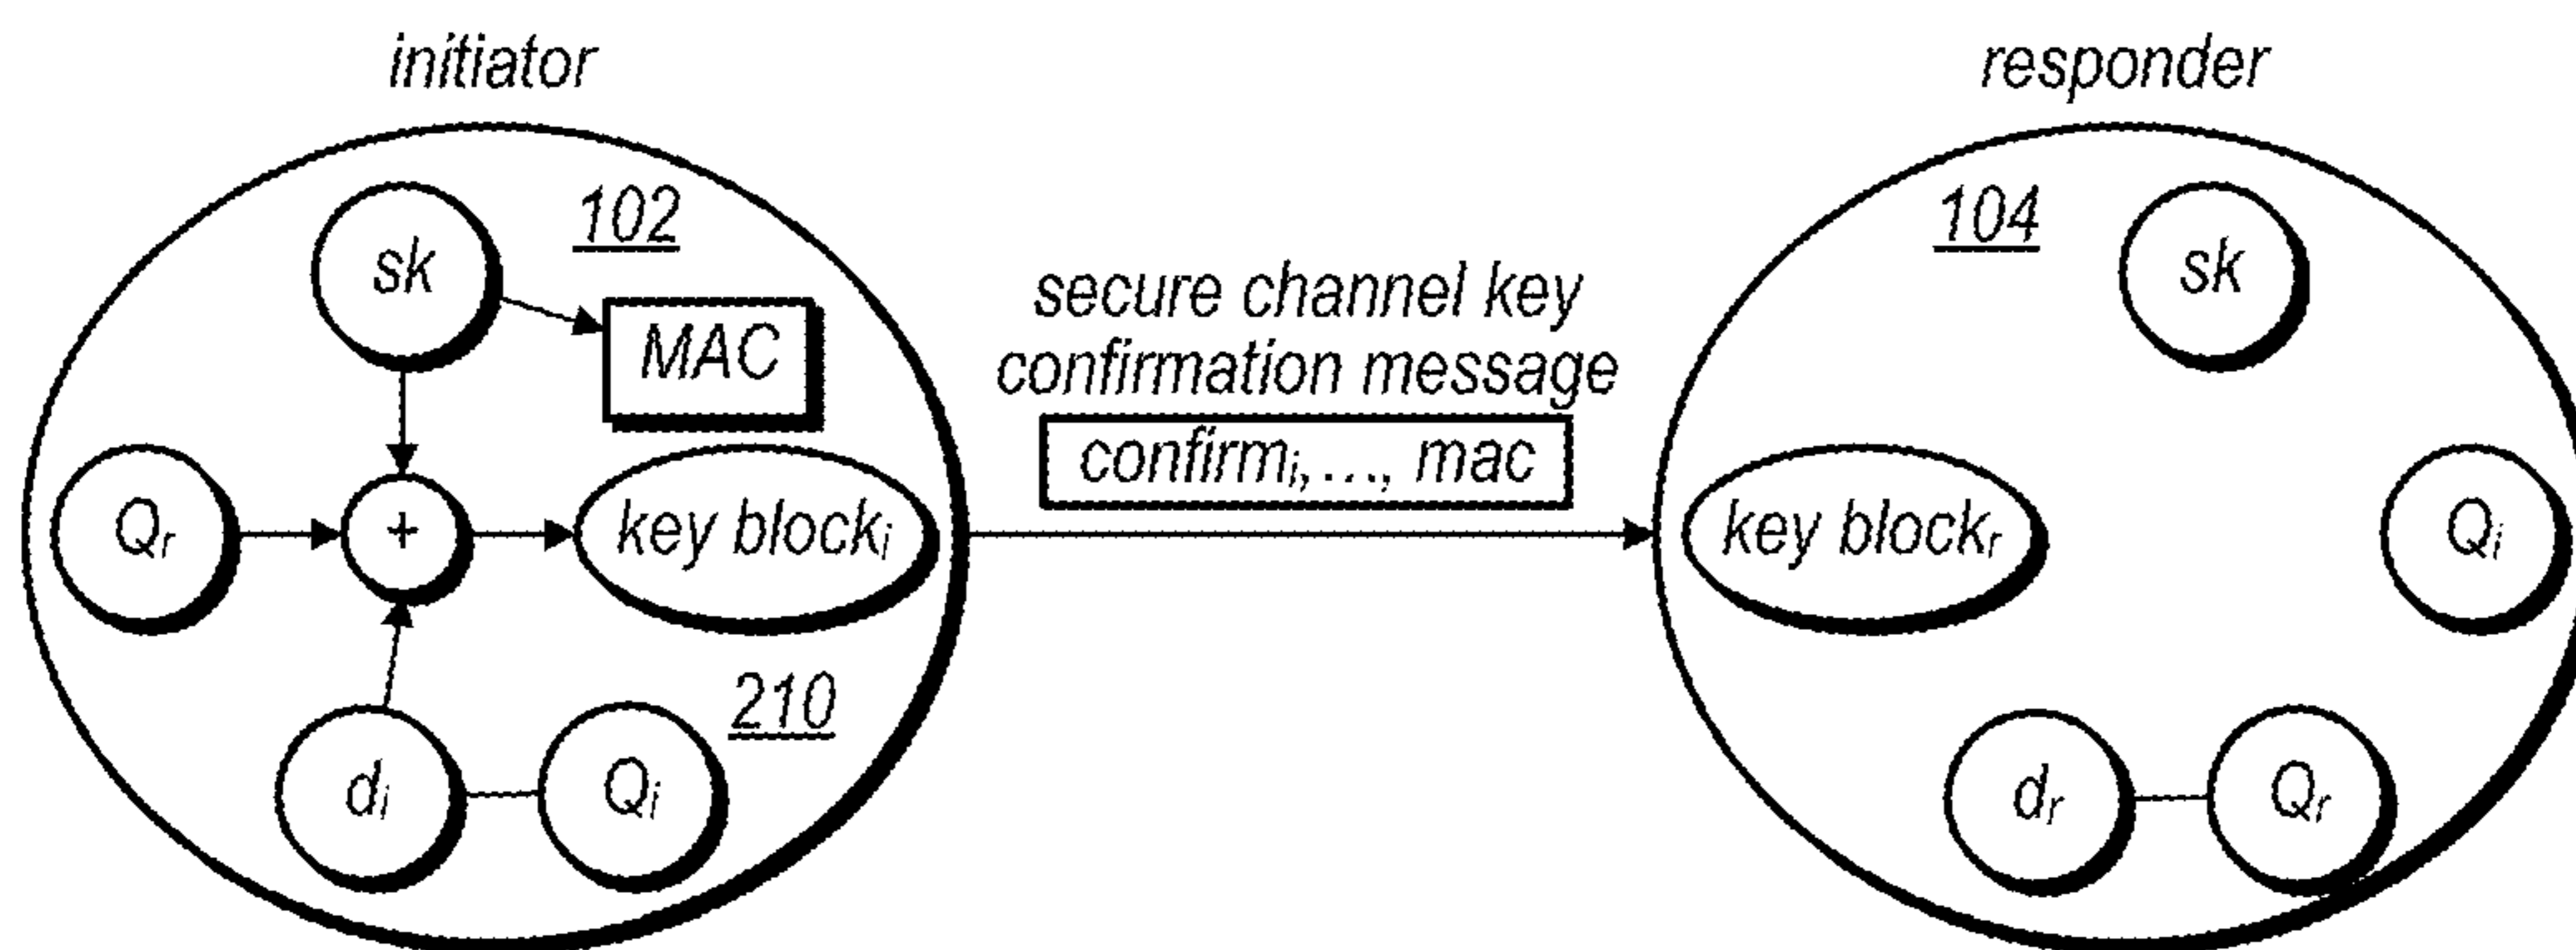 initiator
responder
sk
102
MAC
Qᵣ
+
key blockᵢ
dᵢ
Qᵢ
210
secure channel key
confirmation message
confirmᵢ,..., mac
104
sk
key blockᵣ
Qᵢ
dᵣ
Qᵣ